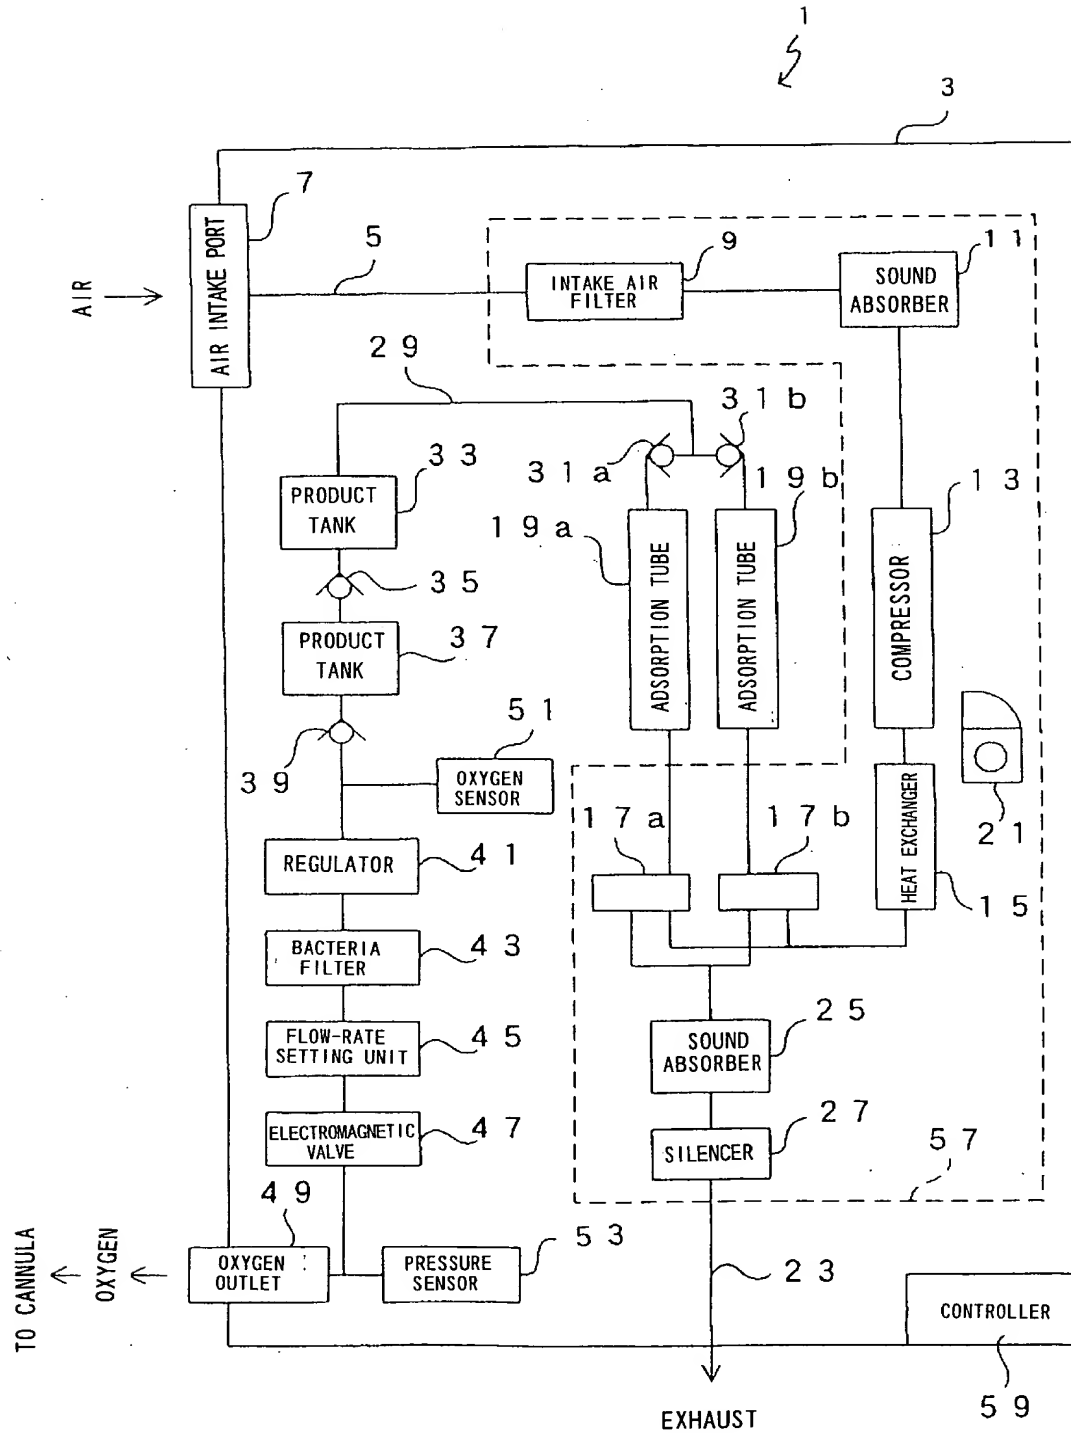 1
3
7
AIR INTAKE PORT
AIR
5
9
INTAKE AIR
FILTER
11
SOUND
ABSORBER
29
31b
31a
33
PRODUCT
TANK
19b
13
19a
ADSORPTION TUBE
ADSORPTION TUBE
COMPRESSOR
35
PRODUCT
TANK
37
39
51
OXYGEN
SENSOR
17a
17b
HEAT EXCHANGER
21
15
REGULATOR
41
BACTERIA
FILTER
43
FLOW-RATE
SETTING UNIT
45
SOUND
ABSORBER
25
ELECTROMAGNETIC
VALVE
47
SILENCER
27
57
49
TO CANNULA
OXYGEN
OXYGEN
OUTLET
PRESSURE
SENSOR
53
23
CONTROLLER
59
EXHAUST